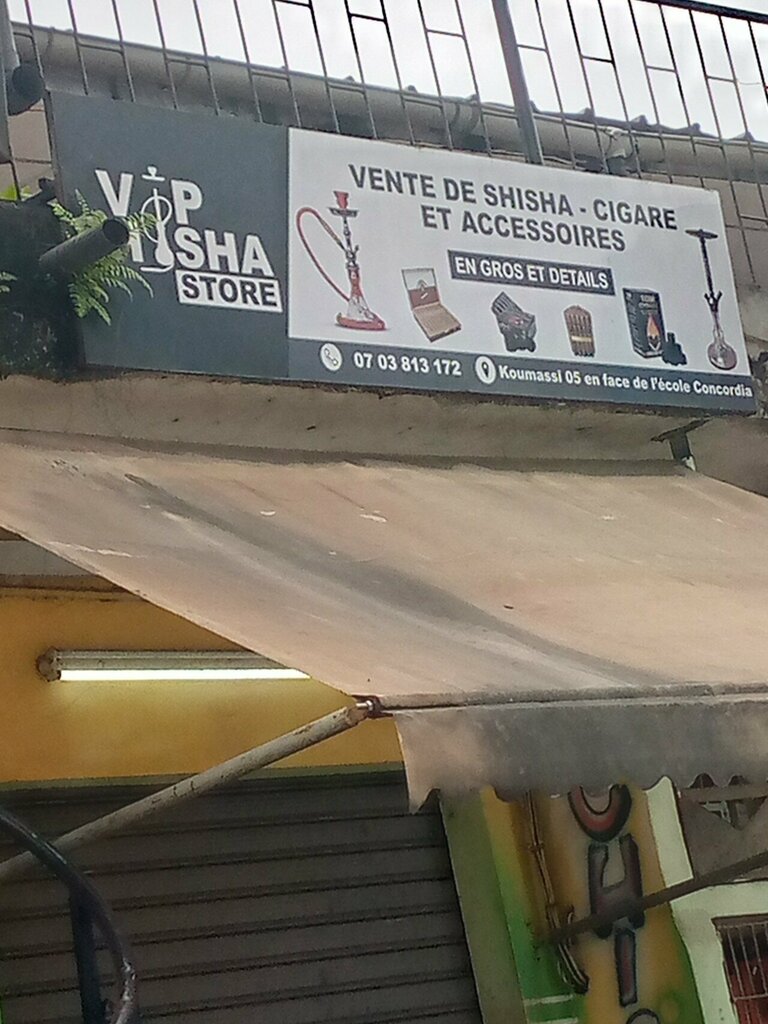 VIP
SHISHA
STORE
VENTE DE SHISHA - CIGARE
ET ACCESSOIRES
EN GROS ET DETAILS
07 03 813 172
Koumassi 05 en face de l'école Concordia